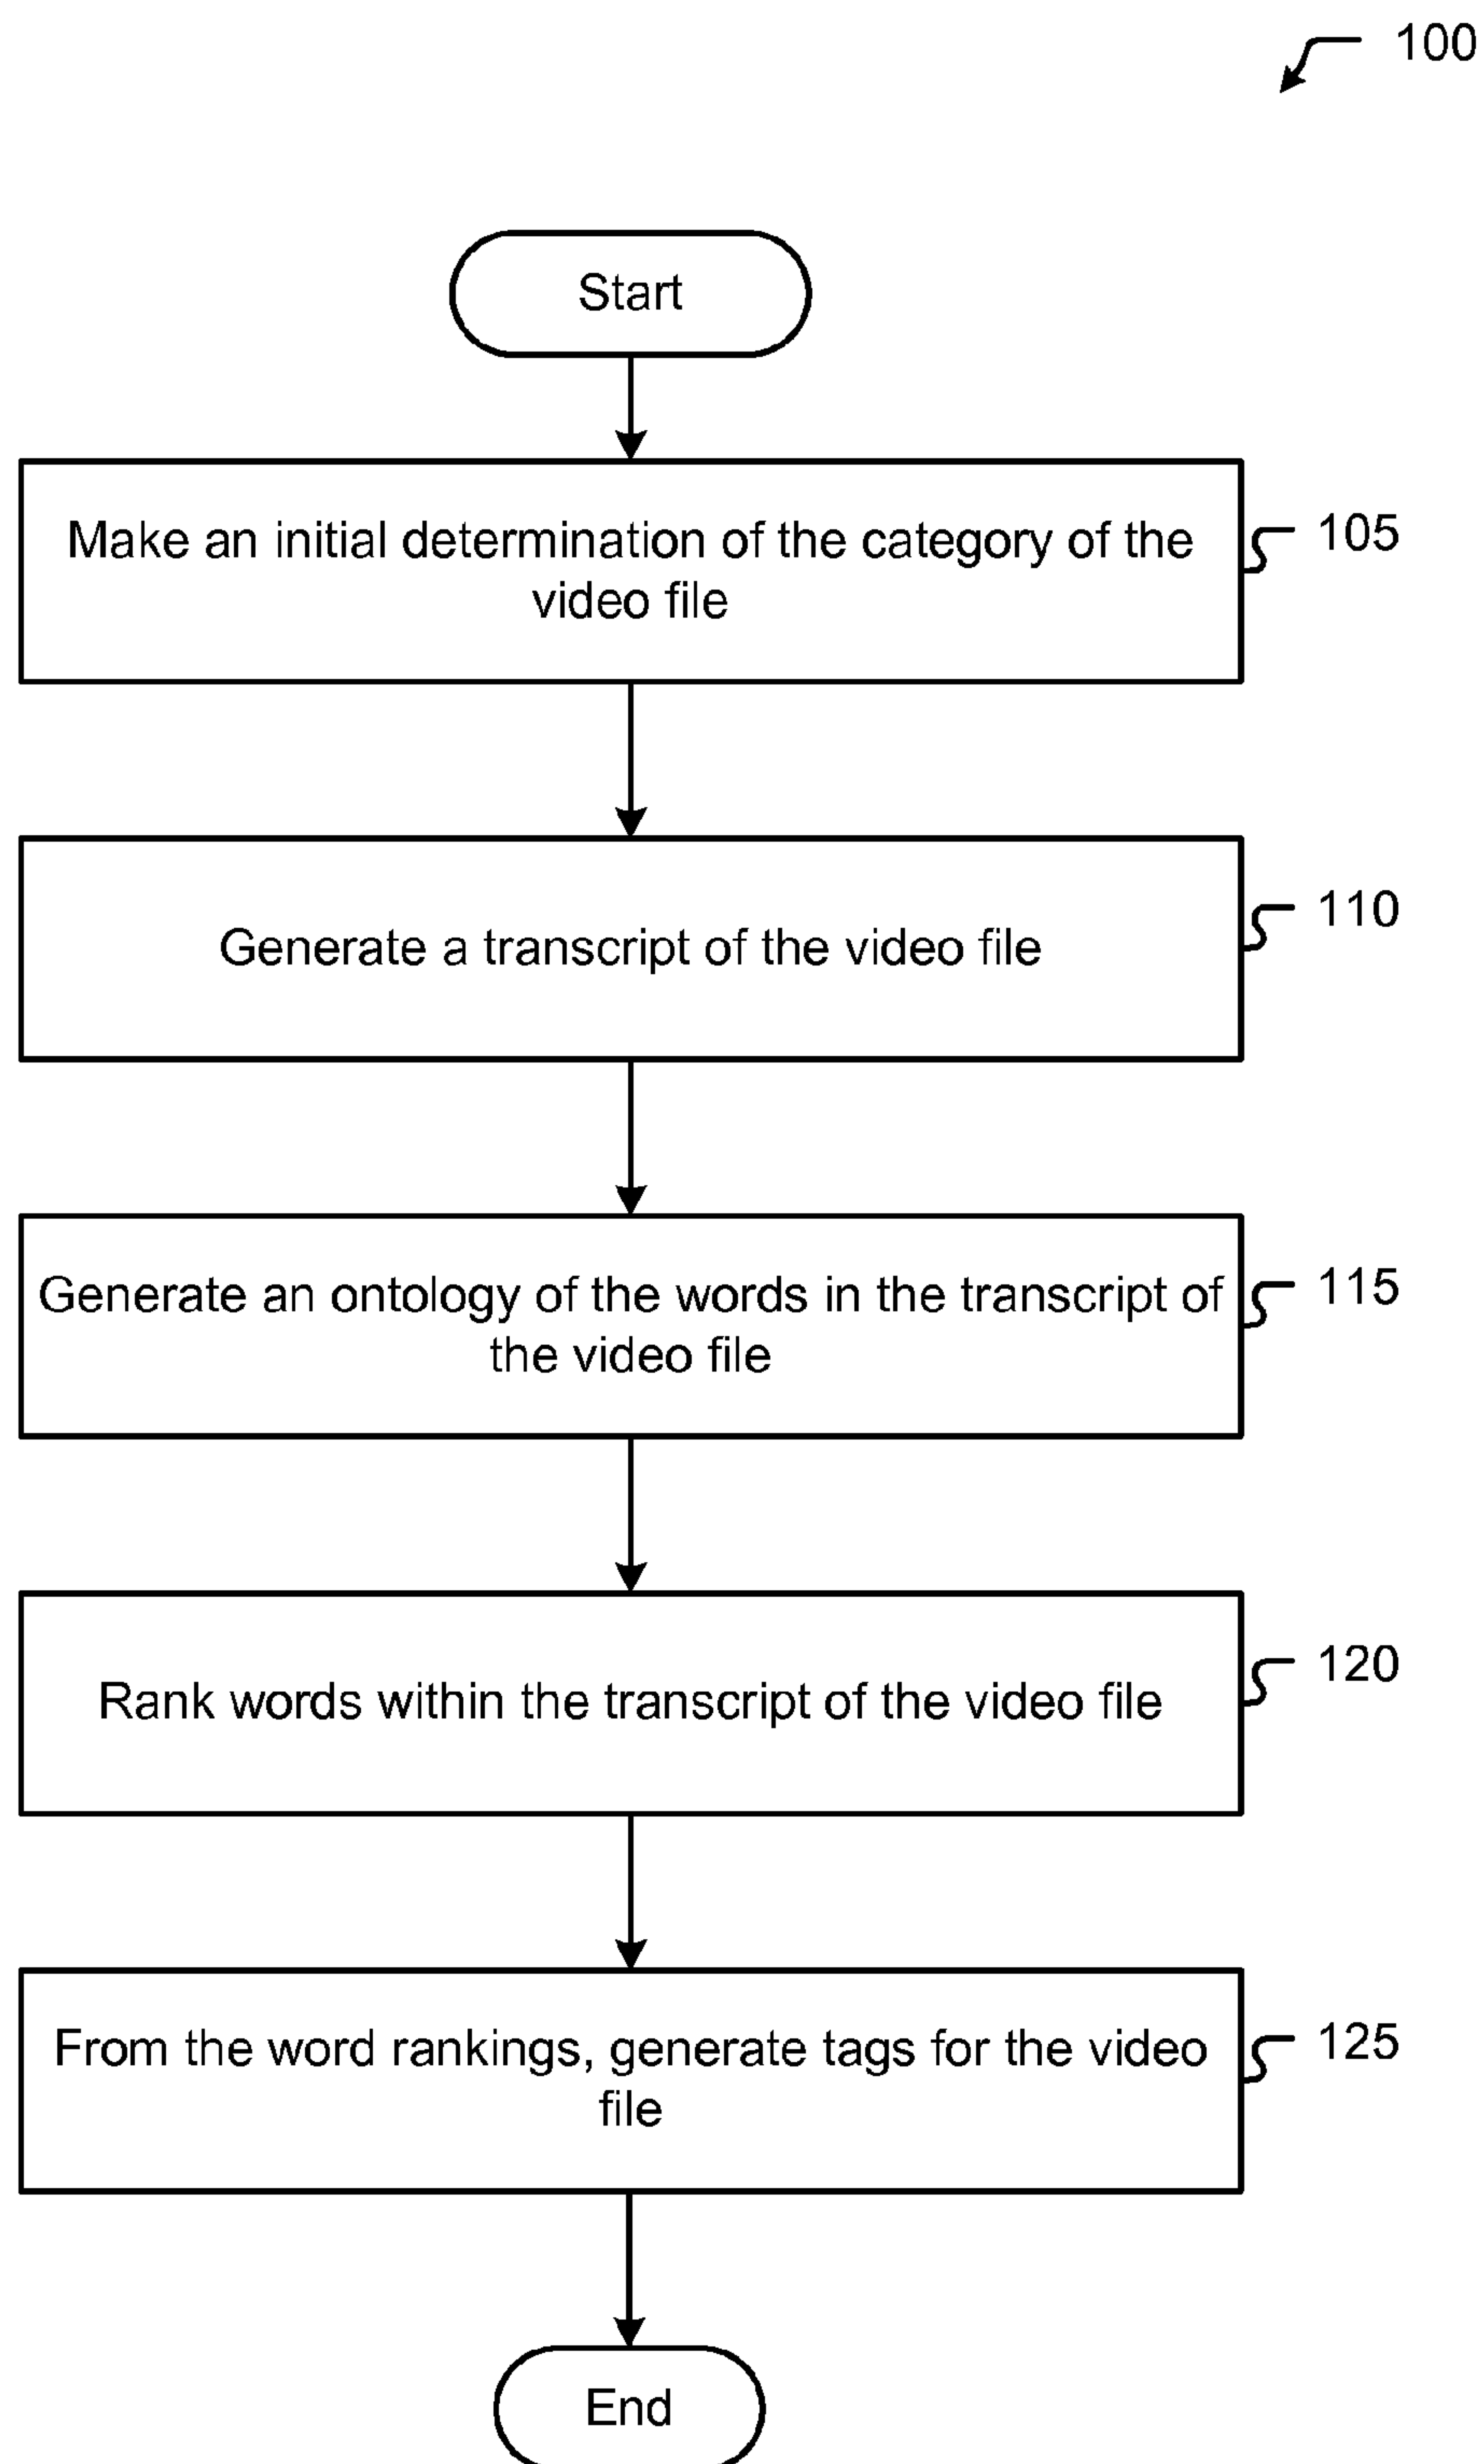 100
Start
Make an initial determination of the category of the
video file
105
Generate a transcript of the video file
110
Generate an ontology of the words in the transcript of
the video file
115
Rank words within the transcript of the video file
120
From the word rankings, generate tags for the video
file
125
End